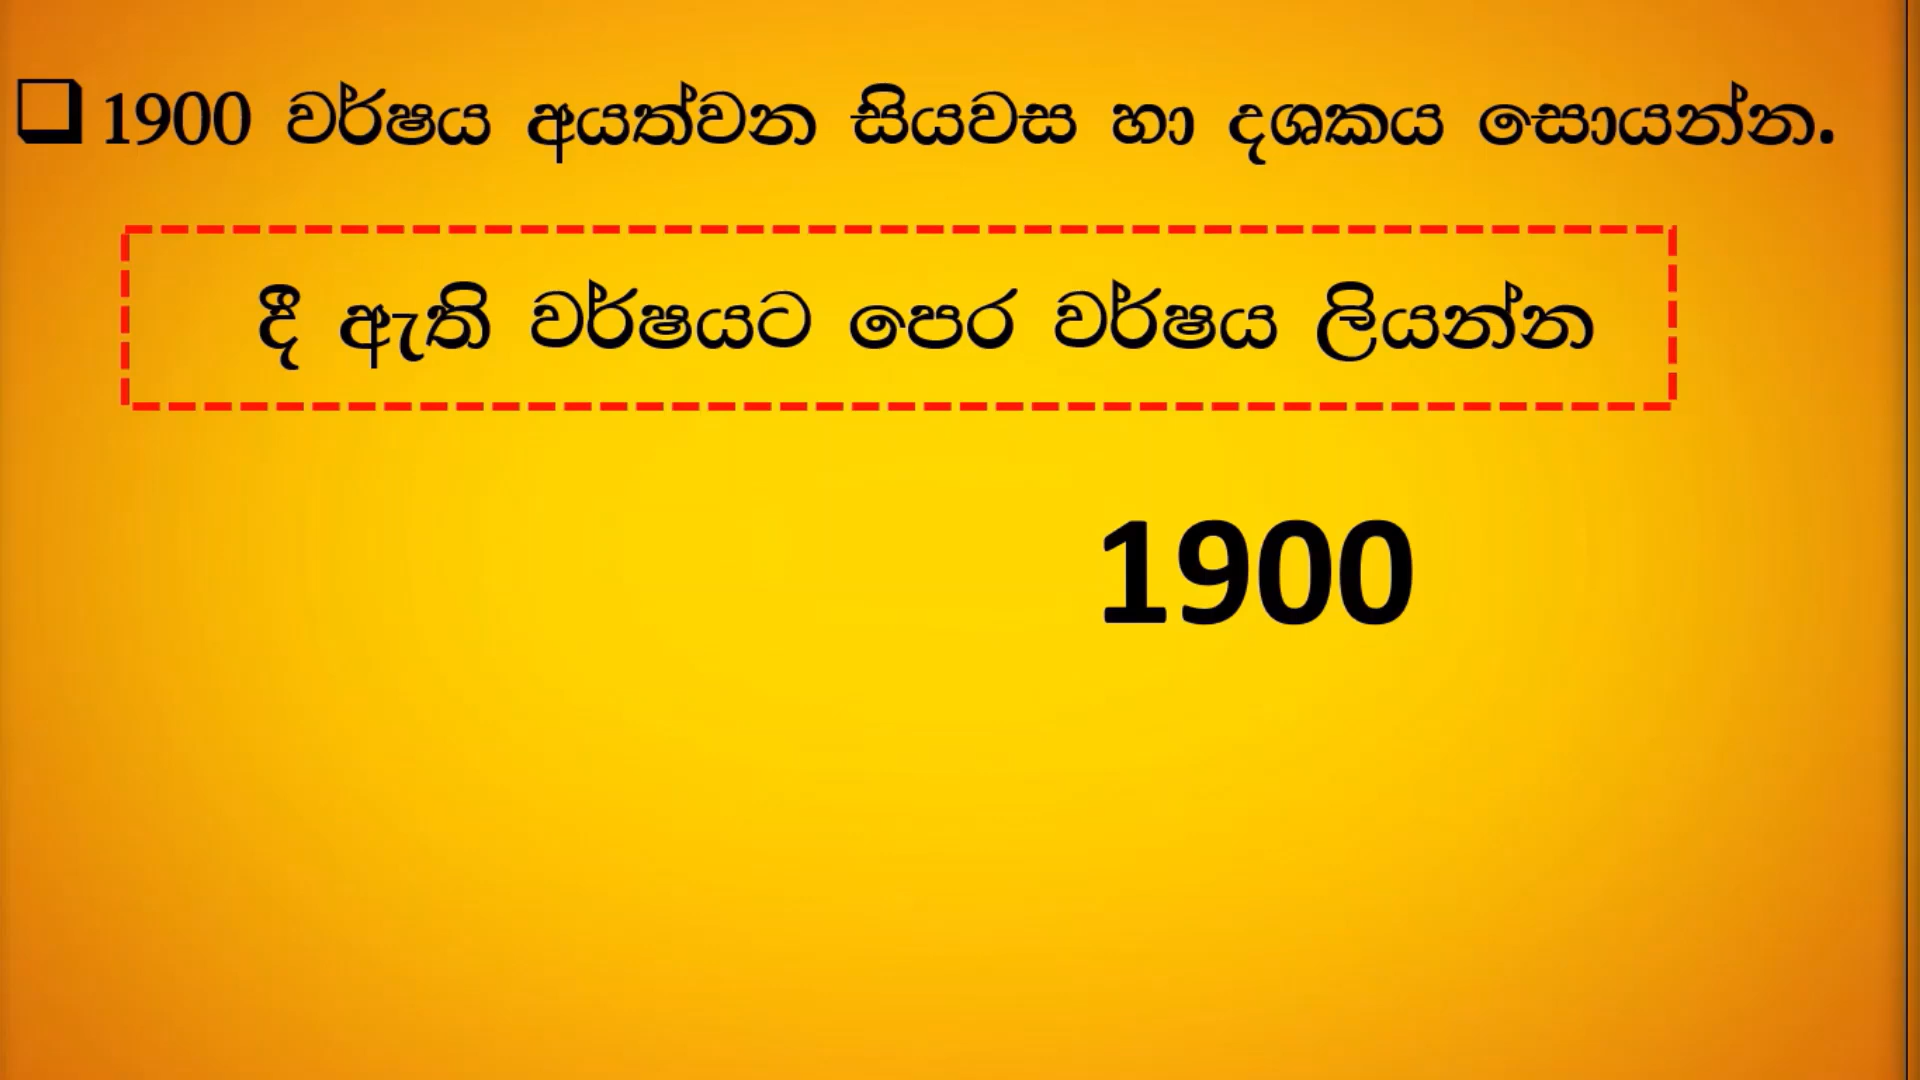 1900 වර්ෂය අයත්වන සියවස හා දශකය සොයන්න.
දී ඇති වර්ෂයට පෙර වර්ෂය ලියන්න
1900